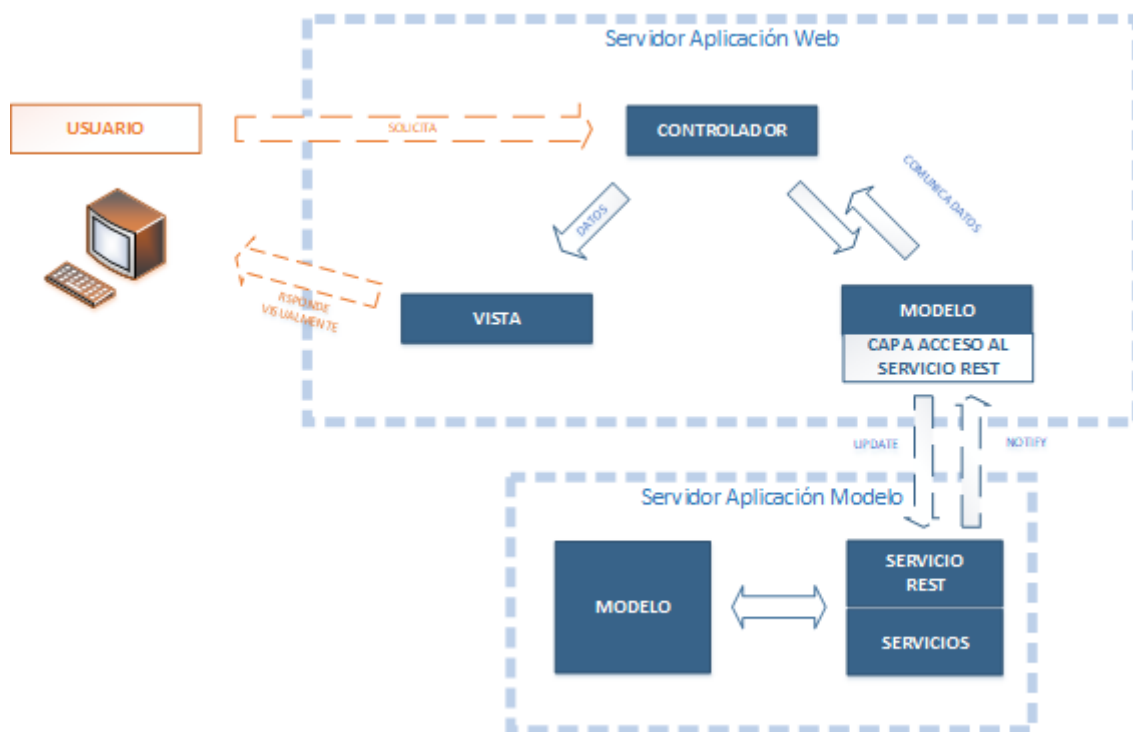 Servidor Aplicación Web
USUARIO
SOLICITA
CONTROLADOR
COMUNICA DATOS
DATOS
RSPONDE
VISUALMENTE
VISTA
MODELO
CAPA ACCESO AL
SERVICIO REST
UPDATE
NOTIFY
Servidor Aplicación Modelo
MODELO
SERVICIO
REST
SERVICIOS